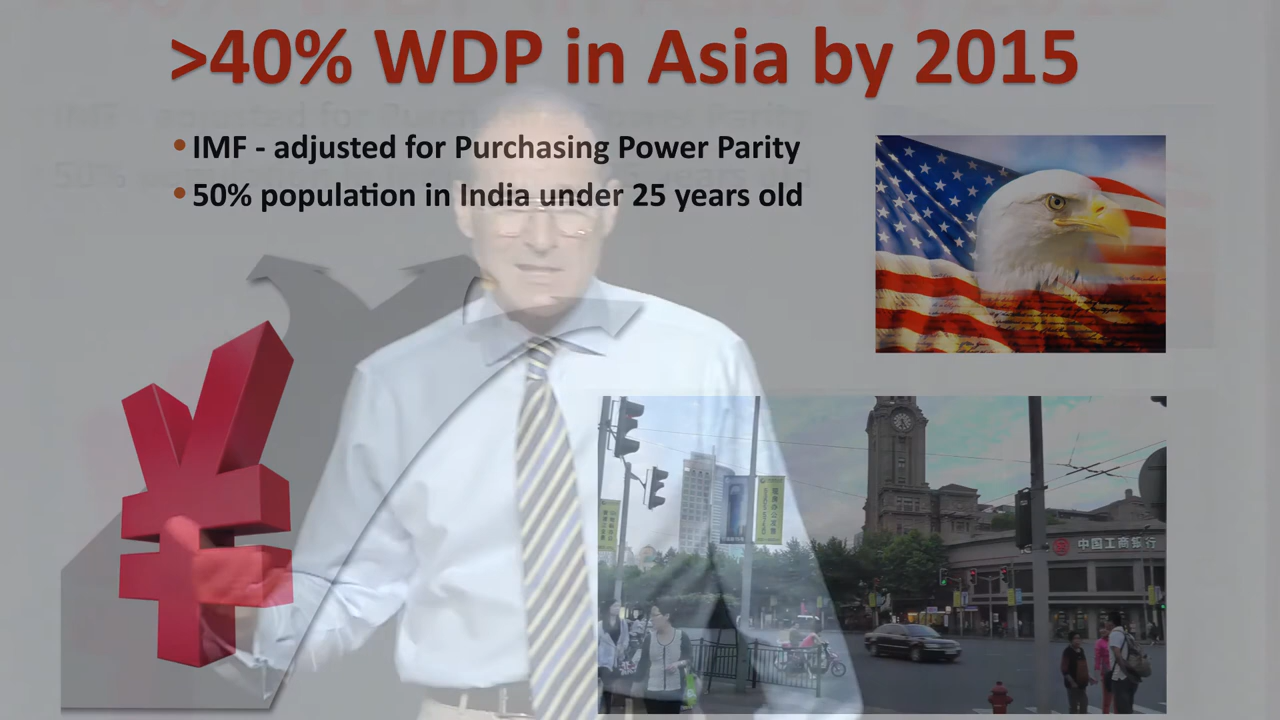 >40% WDP in Asia by 2015
• IMF - adjusted for Purchasing Power Parity
• 50% population in India under 25 years old
中国工商银行